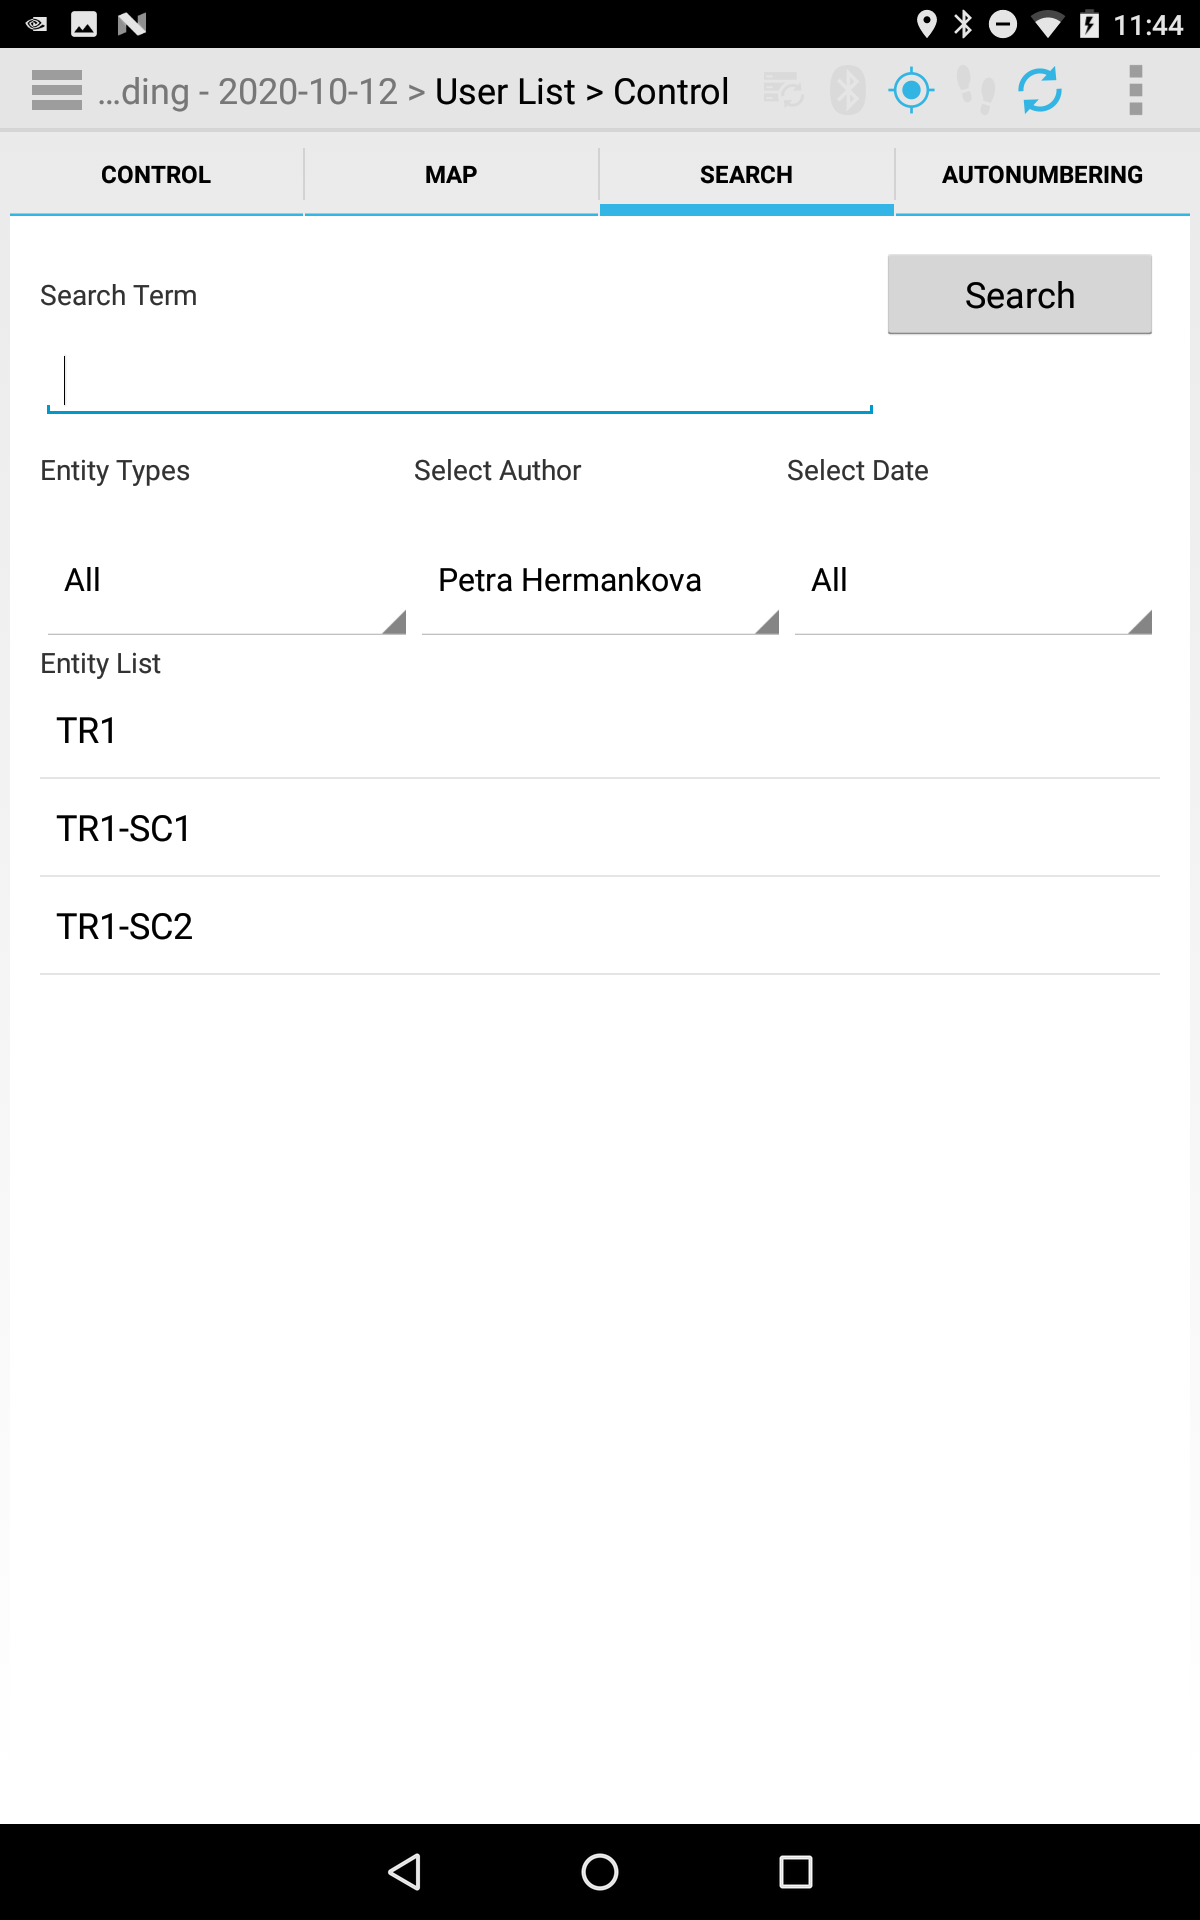 11:44
...ding - 2020-10-12 > User List > Control
CONTROL
MAP
SEARCH
AUTONUMBERING
Search Term
Search
Entity Types
Select Author
Select Date
All
Petra Hermankova
All
Entity List
TR1
TR1-SC1
TR1-SC2